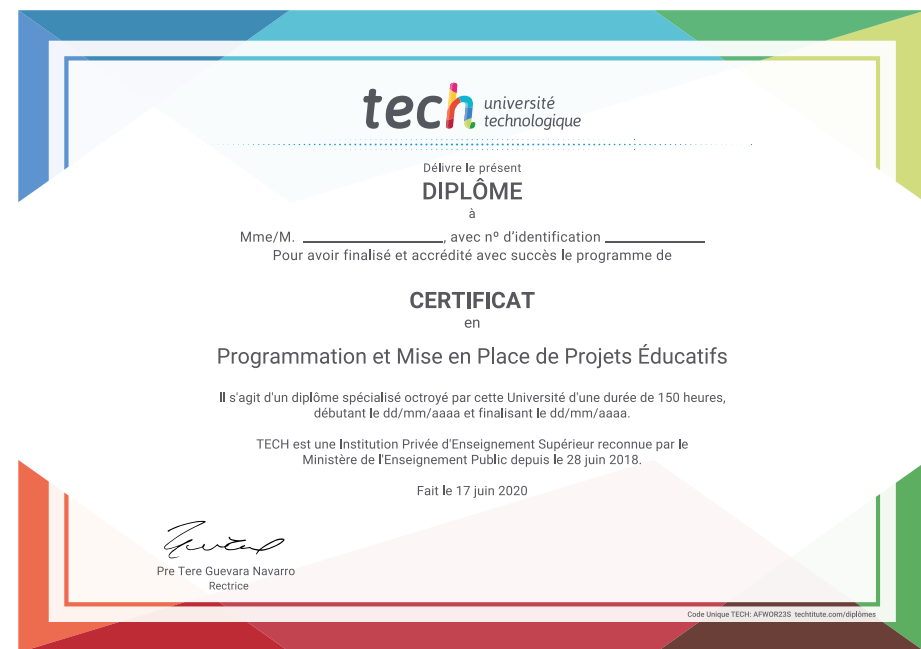 tech université
technologique
Délivre le présent
DIPLÔME
à
Mme/M. ____________________, avec nº d'identification ______________
Pour avoir finalisé et accrédité avec succès le programme de
CERTIFICAT
en
Programmation et Mise en Place de Projets Éducatifs
Il s'agit d'un diplôme spécialisé octroyé par cette Université d'une durée de 150 heures,
débutant le dd/mm/aaaa et finalisant le dd/mm/aaaa.
TECH est une Institution Privée d'Enseignement Supérieur reconnue par le
Ministère de l'Enseignement Public depuis le 28 juin 2018.
Fait le 17 juin 2020
Pre Tere Guevara Navarro
Rectrice
Code Unique TECH: AFWOR23S techtitute.com/diplômes